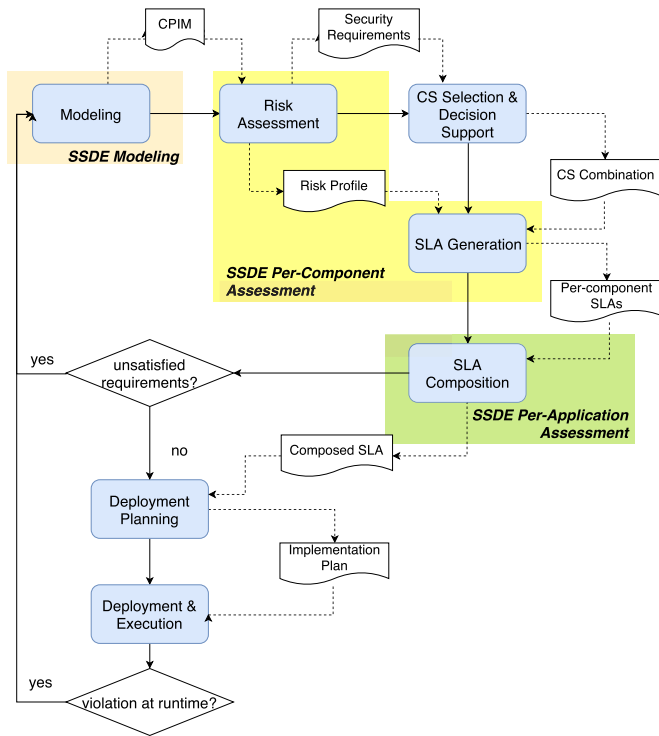 CPIM
Security
Requirements
Modeling
Risk
Assessment
CS Selection &
Decision
Support
SSDE Modeling
Risk Profile
CS Combination
SLA Generation
SSDE Per-Component
Assessment
Per-component
SLAs
yes
unsatisfied
requirements?
SLA
Composition
SSDE Per-Application
Assessment
no
Composed SLA
Deployment
Planning
Implementation
Plan
Deployment &
Execution
yes
violation at runtime?